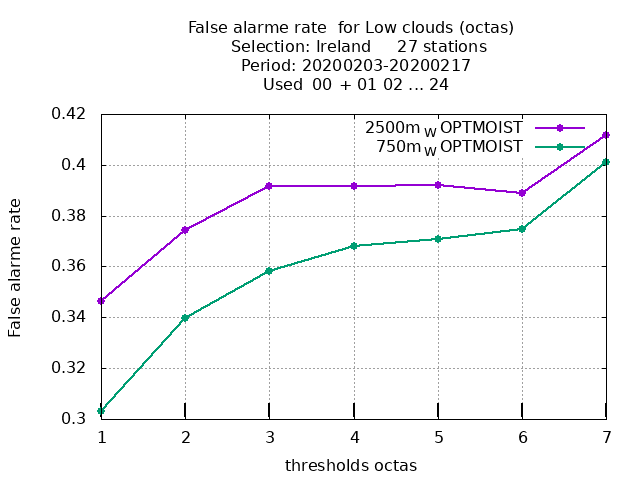 False alarme rate  for Low clouds (octas)
Selection: Ireland     27 stations
Period: 20200203-20200217
Used  00 + 01 02 ... 24
0.42
0.4
0.38
0.36
0.34
0.32
0.3
False alarme rate
2500m W OPTMOIST
750m W OPTMOIST
1 2 3 4 5 6 7
thresholds octas